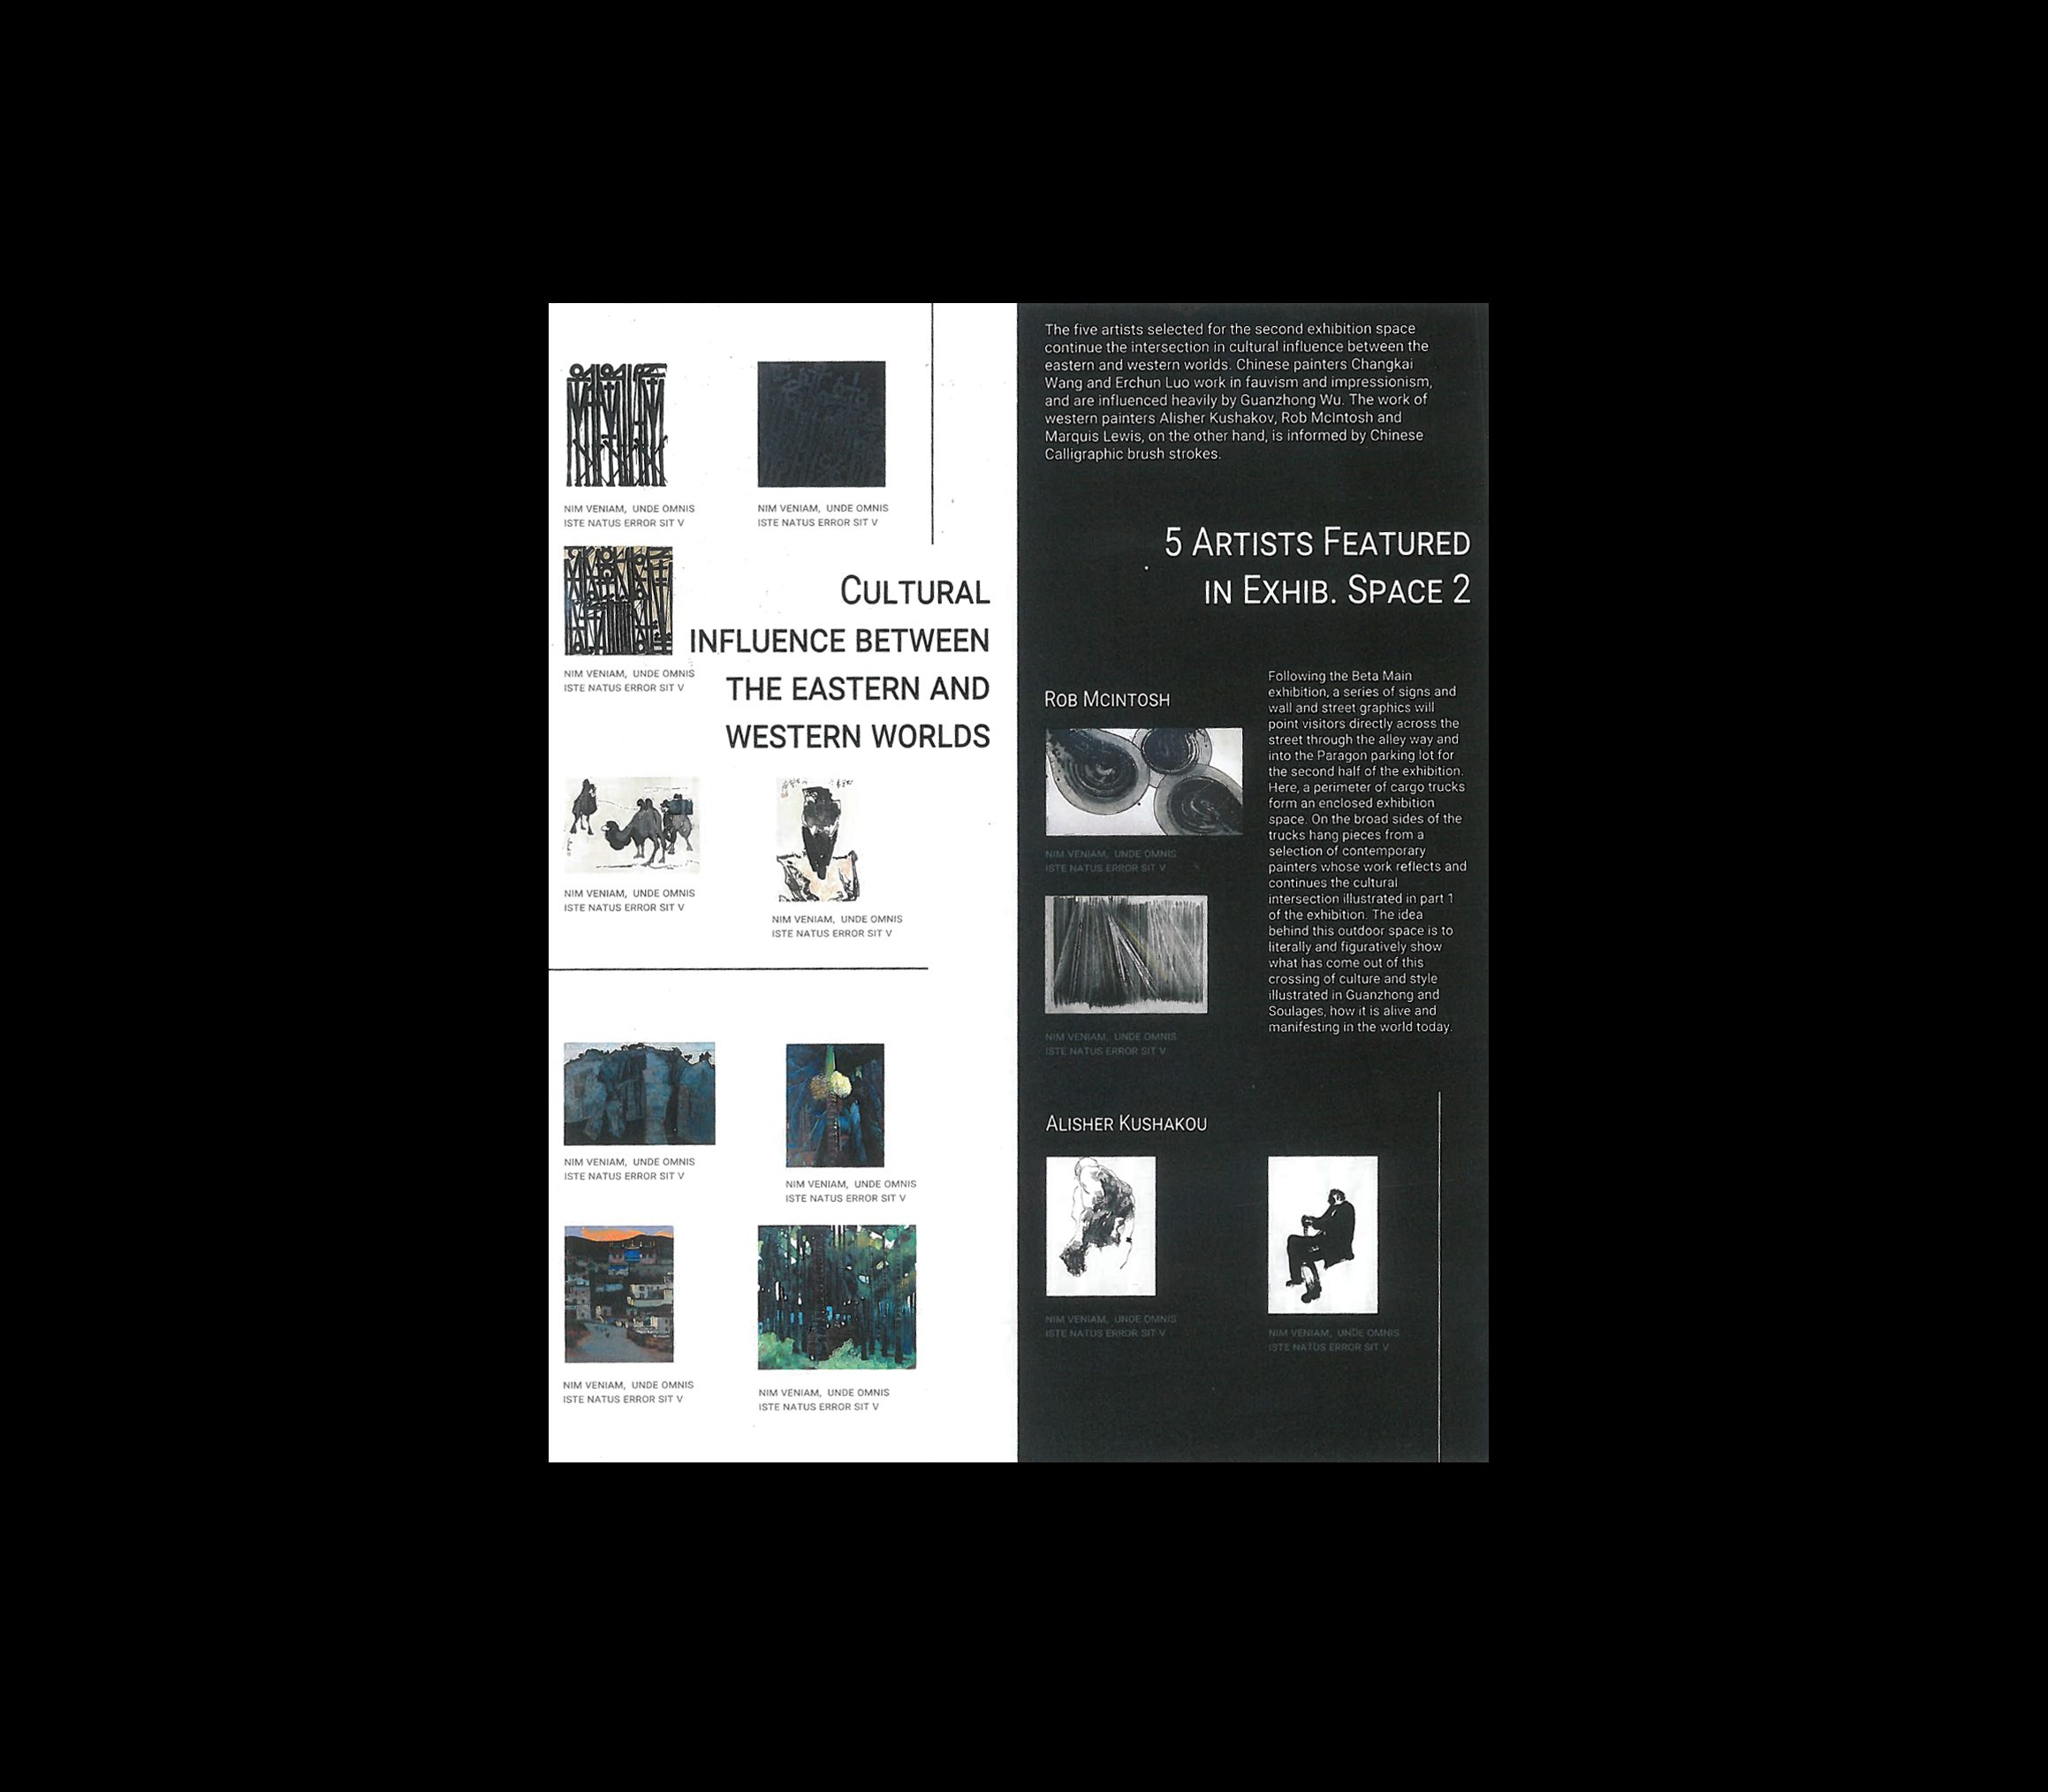 NIM VENIAM, UNDE OMNIS
ISTE NATUS ERROR SIT V
NIM VENIAM, UNDE OMNIS
ISTE NATUS ERROR SIT V
NIM VENIAM, UNDE OMNIS
ISTE NATUS ERROR SIT V
CULTURAL
INFLUENCE BETWEEN
THE EASTERN AND
WESTERN WORLDS
NIM VENIAM, UNDE OMNIS
ISTE NATUS ERROR SIT V
NIM VENIAM, UNDE OMNIS
ISTE NATUS ERROR SIT V
NIM VENIAM, UNDE OMNIS
ISTE NATUS ERROR SIT V
NIM VENIAM, UNDE OMNIS
ISTE NATUS ERROR SIT V
NIM VENIAM, UNDE OMNIS
ISTE NATUS ERROR SIT V
NIM VENIAM, UNDE OMNIS
ISTE NATUS ERROR SIT V
The five artists selected for the second exhibition space
continue the intersection in cultural influence between the
eastern and western worlds. Chinese painters Changkai
Wang and Erchun Luo work in fauvism and impressionism,
and are influenced heavily by Guanzhong Wu. The work of
western painters Alisher Kushakov, Rob McIntosh and
Marquis Lewis, on the other hand, is informed by Chinese
Calligraphic brush strokes.
5 ARTISTS FEATURED
IN EXHIB. SPACE 2
ROB MCINTOSH
NIM VENIAM, UNDE OMNIS
ISTE NATUS ERROR SIT V
NIM VENIAM, UNDE OMNIS
ISTE NATUS ERROR SIT V
Following the Beta Main
exhibition, a series of signs and
wall and street graphics will
point visitors directly across the
street through the alley way and
into the Paragon parking lot for
the second half of the exhibition.
Here, a perimeter of cargo trucks
form an enclosed exhibition
space. On the broad sides of the
trucks hang pieces from a
selection of contemporary
painters whose work reflects and
continues the cultural
intersection illustrated in part 1
of the exhibition. The idea
behind this outdoor space is to
literally and figuratively show
what has come out of this
crossing of culture and style
illustrated in Guanzhong and
Soulages, how it is alive and
manifesting in the world today.
ALISHER KUSHAKOU
NIM VENIAM, UNDE OMNIS
ISTE NATUS ERROR SIT V
NIM VENIAM, UNDE OMNIS
ISTE NATUS ERROR SIT V